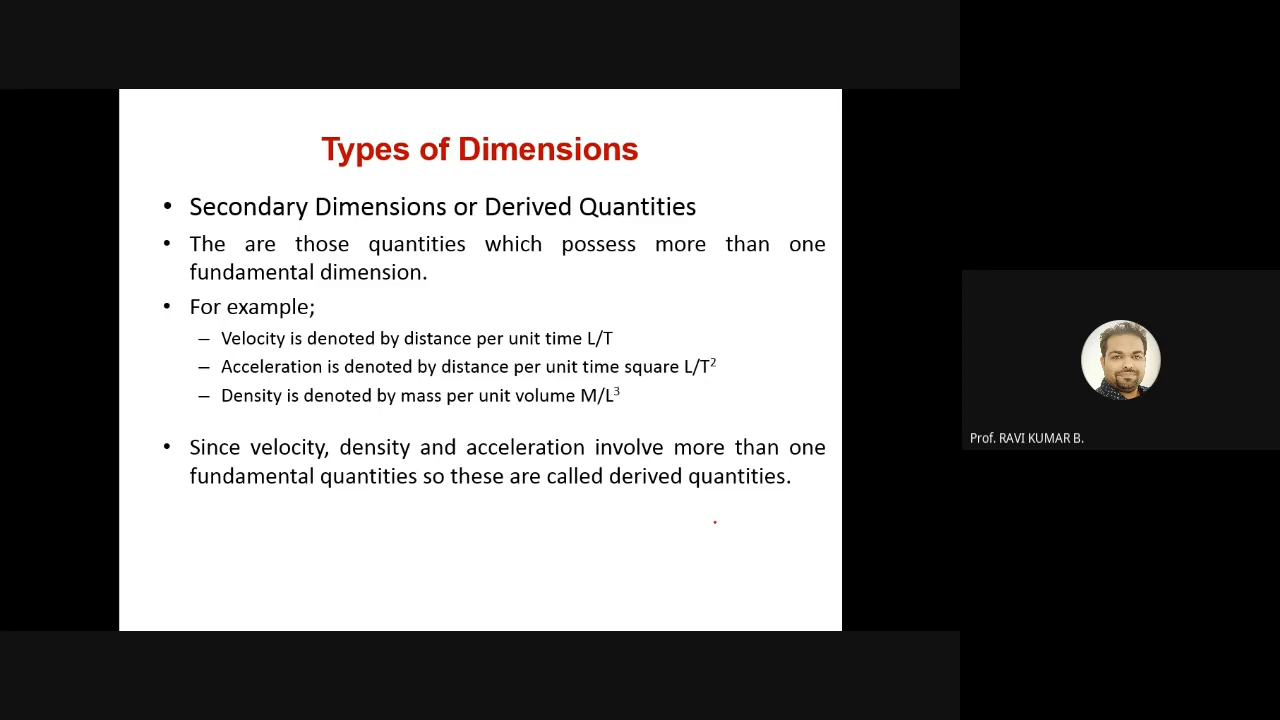 Types of Dimensions
• Secondary Dimensions or Derived Quantities
• The are those quantities which possess more than one
fundamental dimension.
• For example;
– Velocity is denoted by distance per unit time L/T
– Acceleration is denoted by distance per unit time square L/T²
– Density is denoted by mass per unit volume M/L³
• Since velocity, density and acceleration involve more than one
fundamental quantities so these are called derived quantities.
Prof. RAVI KUMAR B.